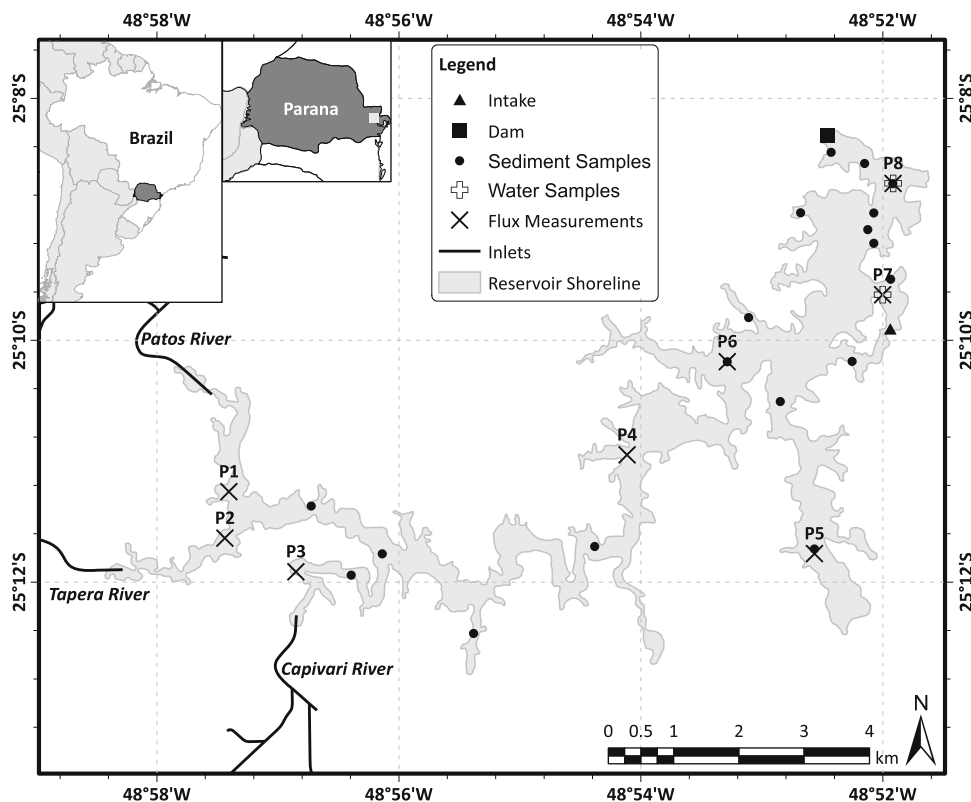 48°58'W 48°56'W 48°54'W 48°52'W
Legend
Intake
Dam
Sediment Samples
Water Samples
Flux Measurements
Inlets
Reservoir Shoreline
Brazil
Parana
25°8'S 25°8'S
P8
P7
25°10'S 25°10'S
Patos River
P6
P4
P1
P2
P3
P5
25°12'S 25°12'S
Tapera River
Capivari River
N
0 0.5 1 2 3 4
km
48°58'W 48°56'W 48°54'W 48°52'W